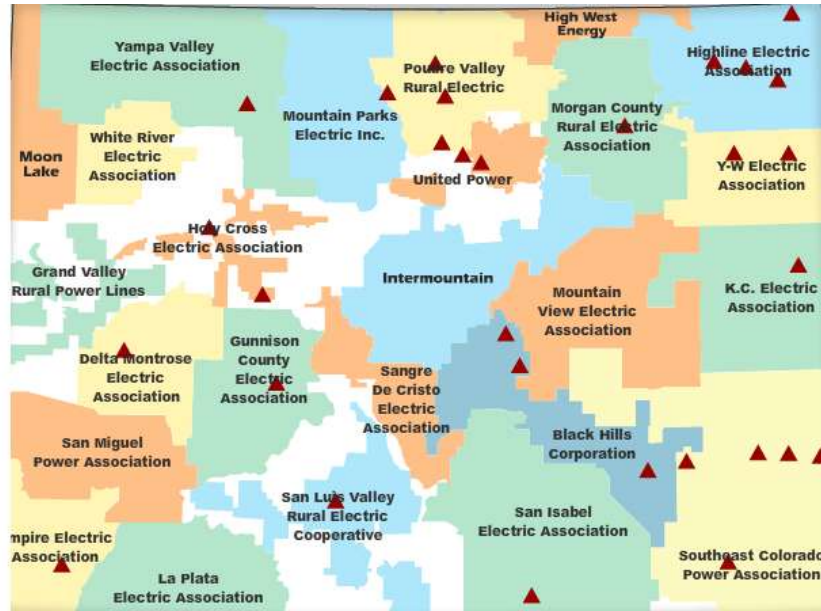 High West
Energy
Yampa Valley
Electric Association
Poudre Valley
Rural Electric
Highline Electric
Association
Mountain Parks
Electric Inc.
Morgan County
Rural Electric
Association
White River
Electric
Association
Moon
Lake
United Power
Y-W Electric
Association
Holy Cross
Electric Association
Grand Valley
Rural Power Lines
Intermountain
Mountain
View Electric
Association
K.C. Electric
Association
Gunnison
County
Electric
Association
Delta Montrose
Electric
Association
Sangre
De Cristo
Electric
Association
San Miguel
Power Association
Black Hills
Corporation
San Luis Valley
Rural Electric
Cooperative
San Isabel
Electric Association
mpire Electric
Association
La Plata
Electric Association
Southeast Colorado
Power Association